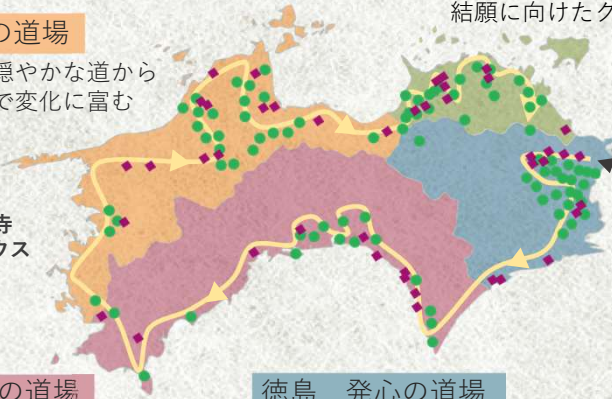 結願に向けたク
の道場
穏やかな道から
で変化に富む
寺
ウス
の道場
徳島 発心の道場